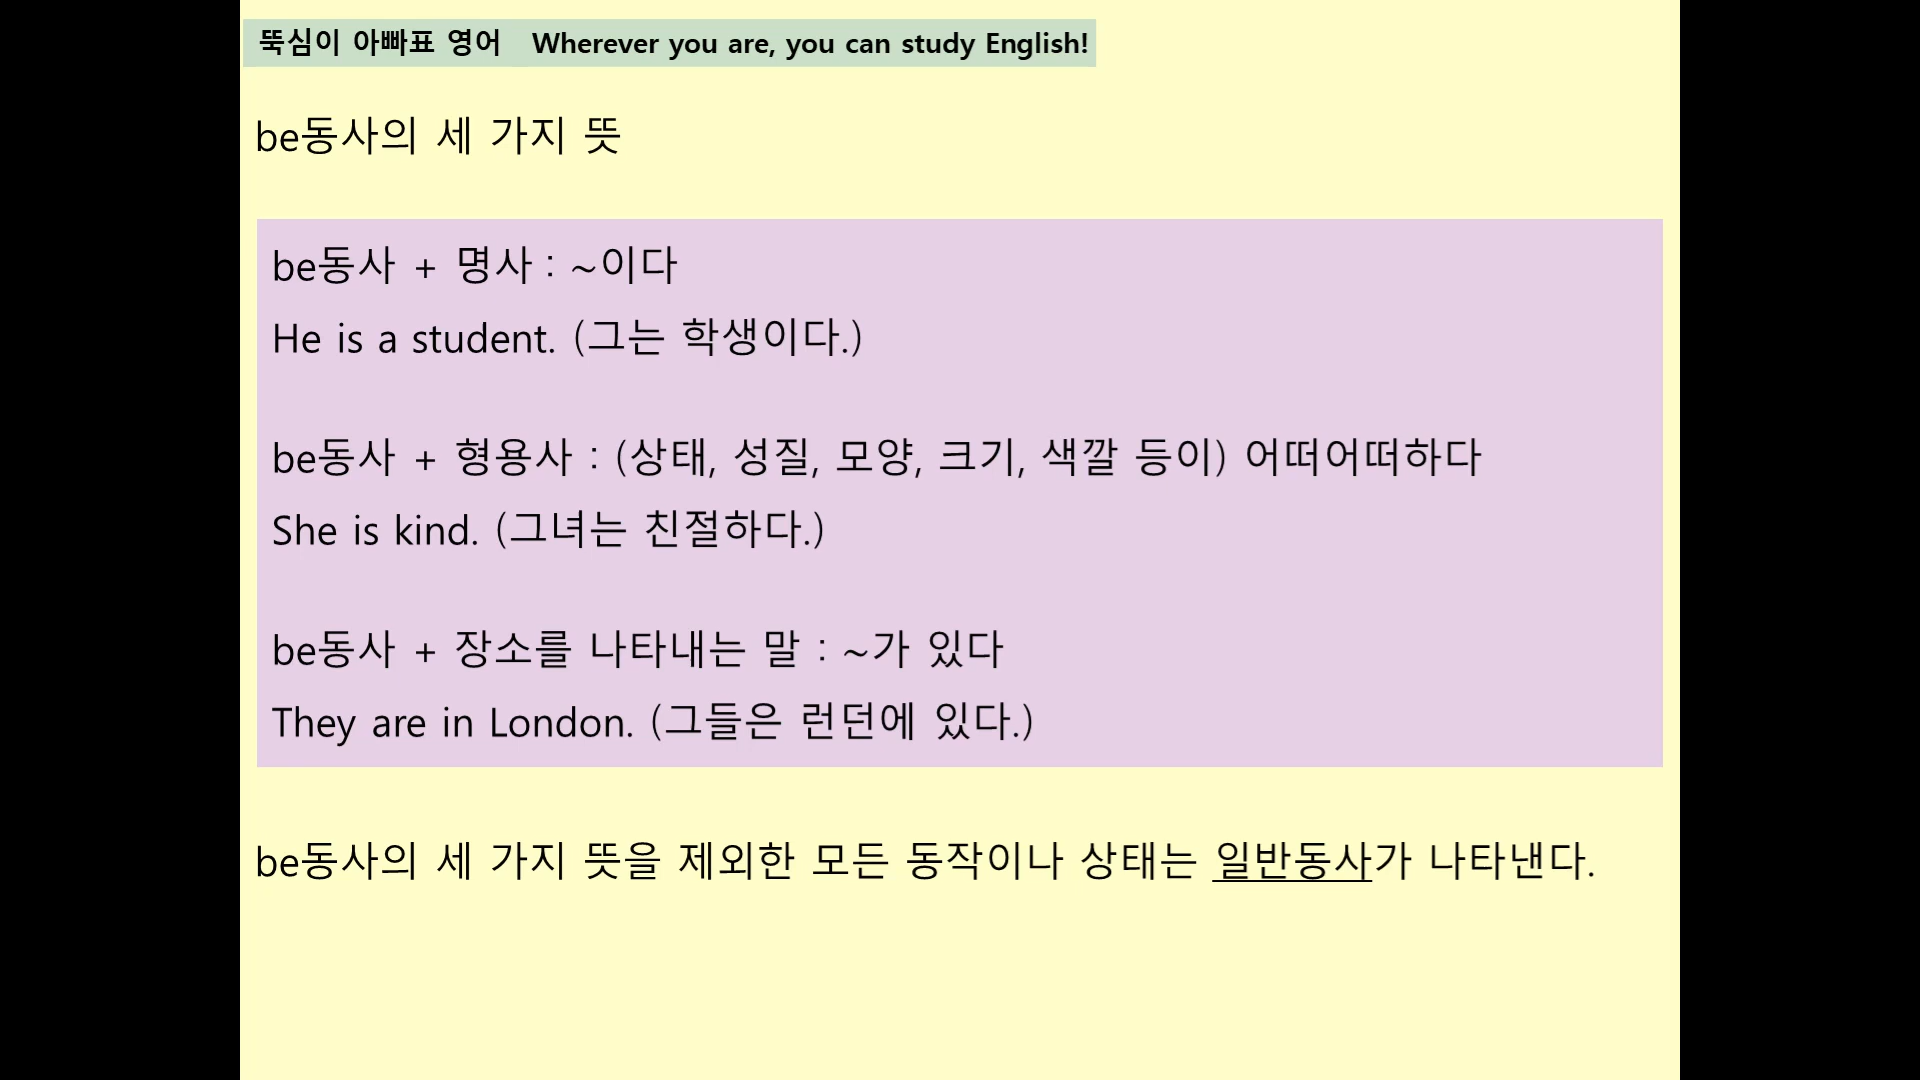 뚝심이 아빠표 영어 Wherever you are, you can study English!
be동사의 세 가지 뜻
be동사 + 명사 : ~이다
He is a student. (그는 학생이다.)
be동사 + 형용사 : (상태, 성질, 모양, 크기, 색깔 등이) 어떠어떠하다
She is kind. (그녀는 친절하다.)
be동사 + 장소를 나타내는 말 : ~가 있다
They are in London. (그들은 런던에 있다.)
be동사의 세 가지 뜻을 제외한 모든 동작이나 상태는 일반동사가 나타낸다.